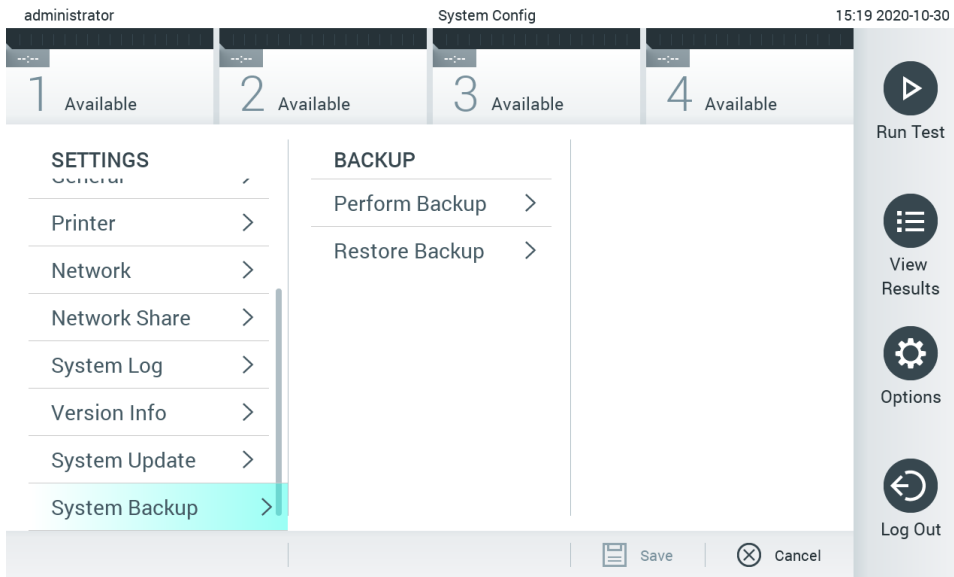 administrator
System Config
15:19 2020-10-30
--:--
1 Available
--:--
2 Available
--:--
3 Available
--:--
4 Available
SETTINGS
General
Printer
Network
Network Share
System Log
Version Info
System Update
System Backup
BACKUP
Perform Backup
Restore Backup
Run Test
View
Results
Options
Log Out
Save
Cancel